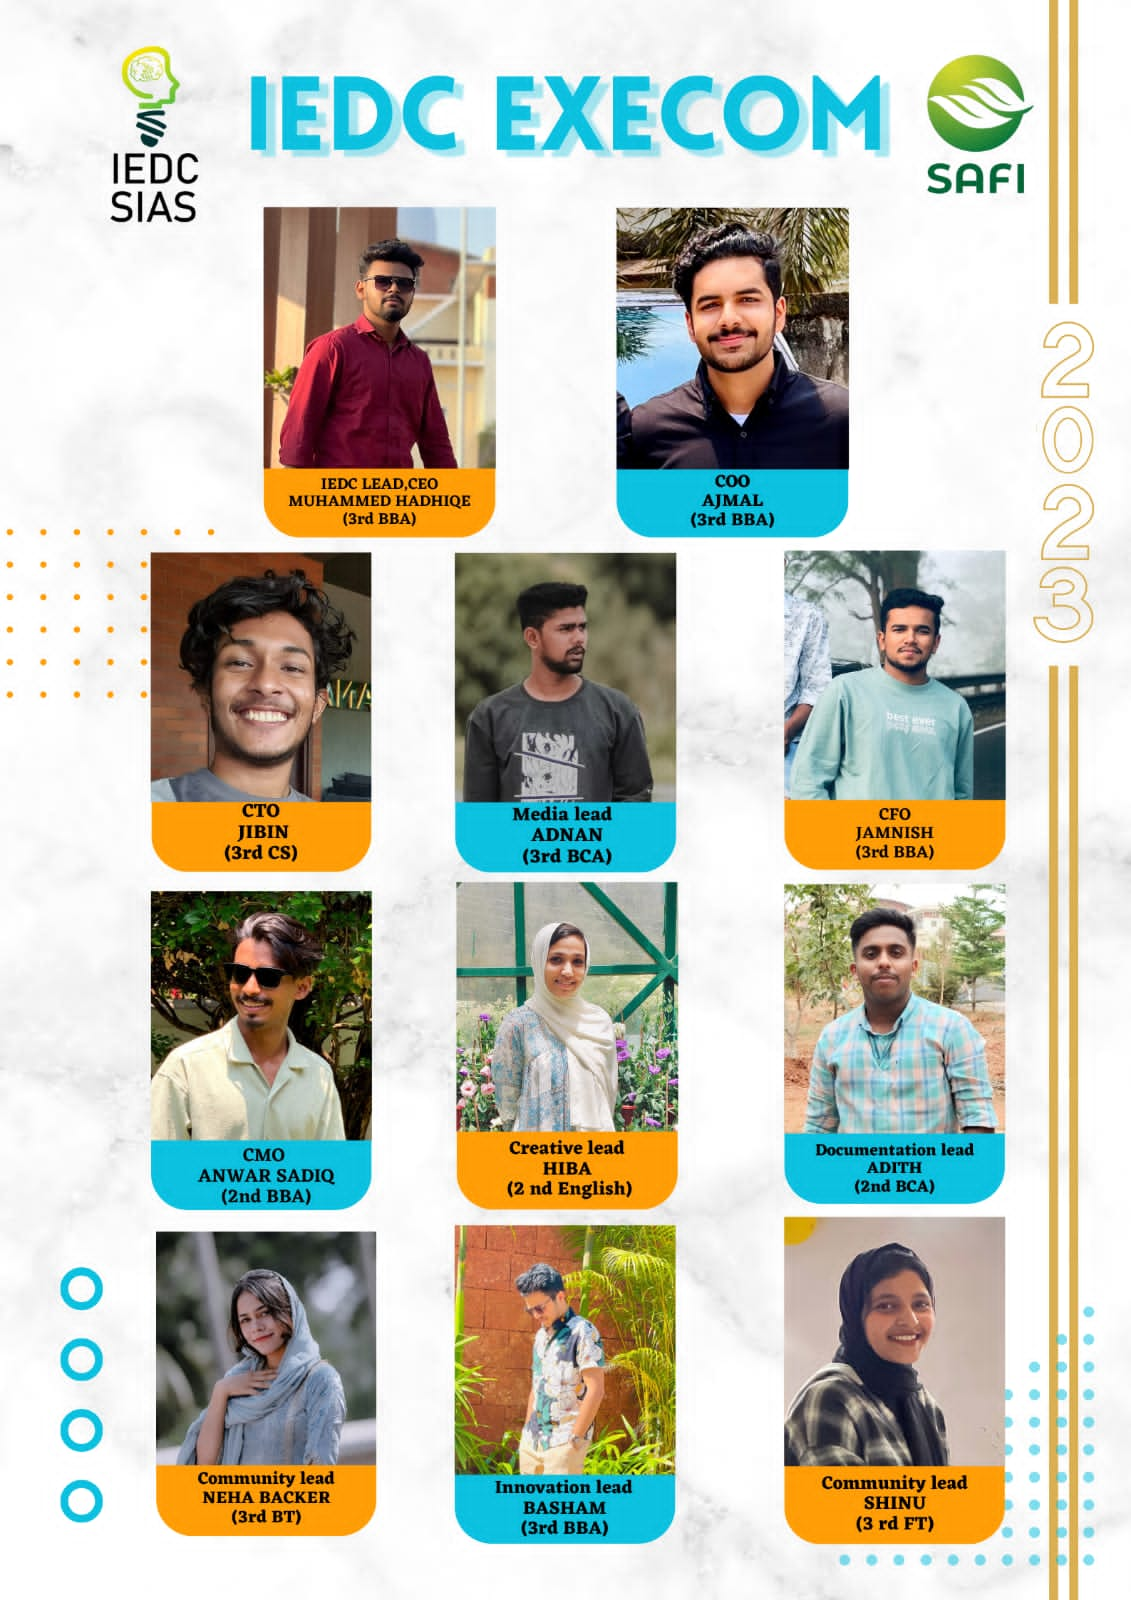 IEDC
SIAS
IEDC EXECOM
SAFI
2023
IEDC LEAD,CEO
MUHAMMED HADHIQE
(3rd BBA)
COO
AJMAL
(3rd BBA)
CTO
JIBIN
(3rd CS)
Media lead
ADNAN
(3rd BCA)
best ever
CFO
JAMNISH
(3rd BBA)
CMO
ANWAR SADIQ
(2nd BBA)
Creative lead
HIBA
(2 nd English)
Documentation lead
ADITH
(2nd BCA)
Community lead
NEHA BACKER
(3rd BT)
Innovation lead
BASHAM
(3rd BBA)
Community lead
SHINU
(3 rd FT)